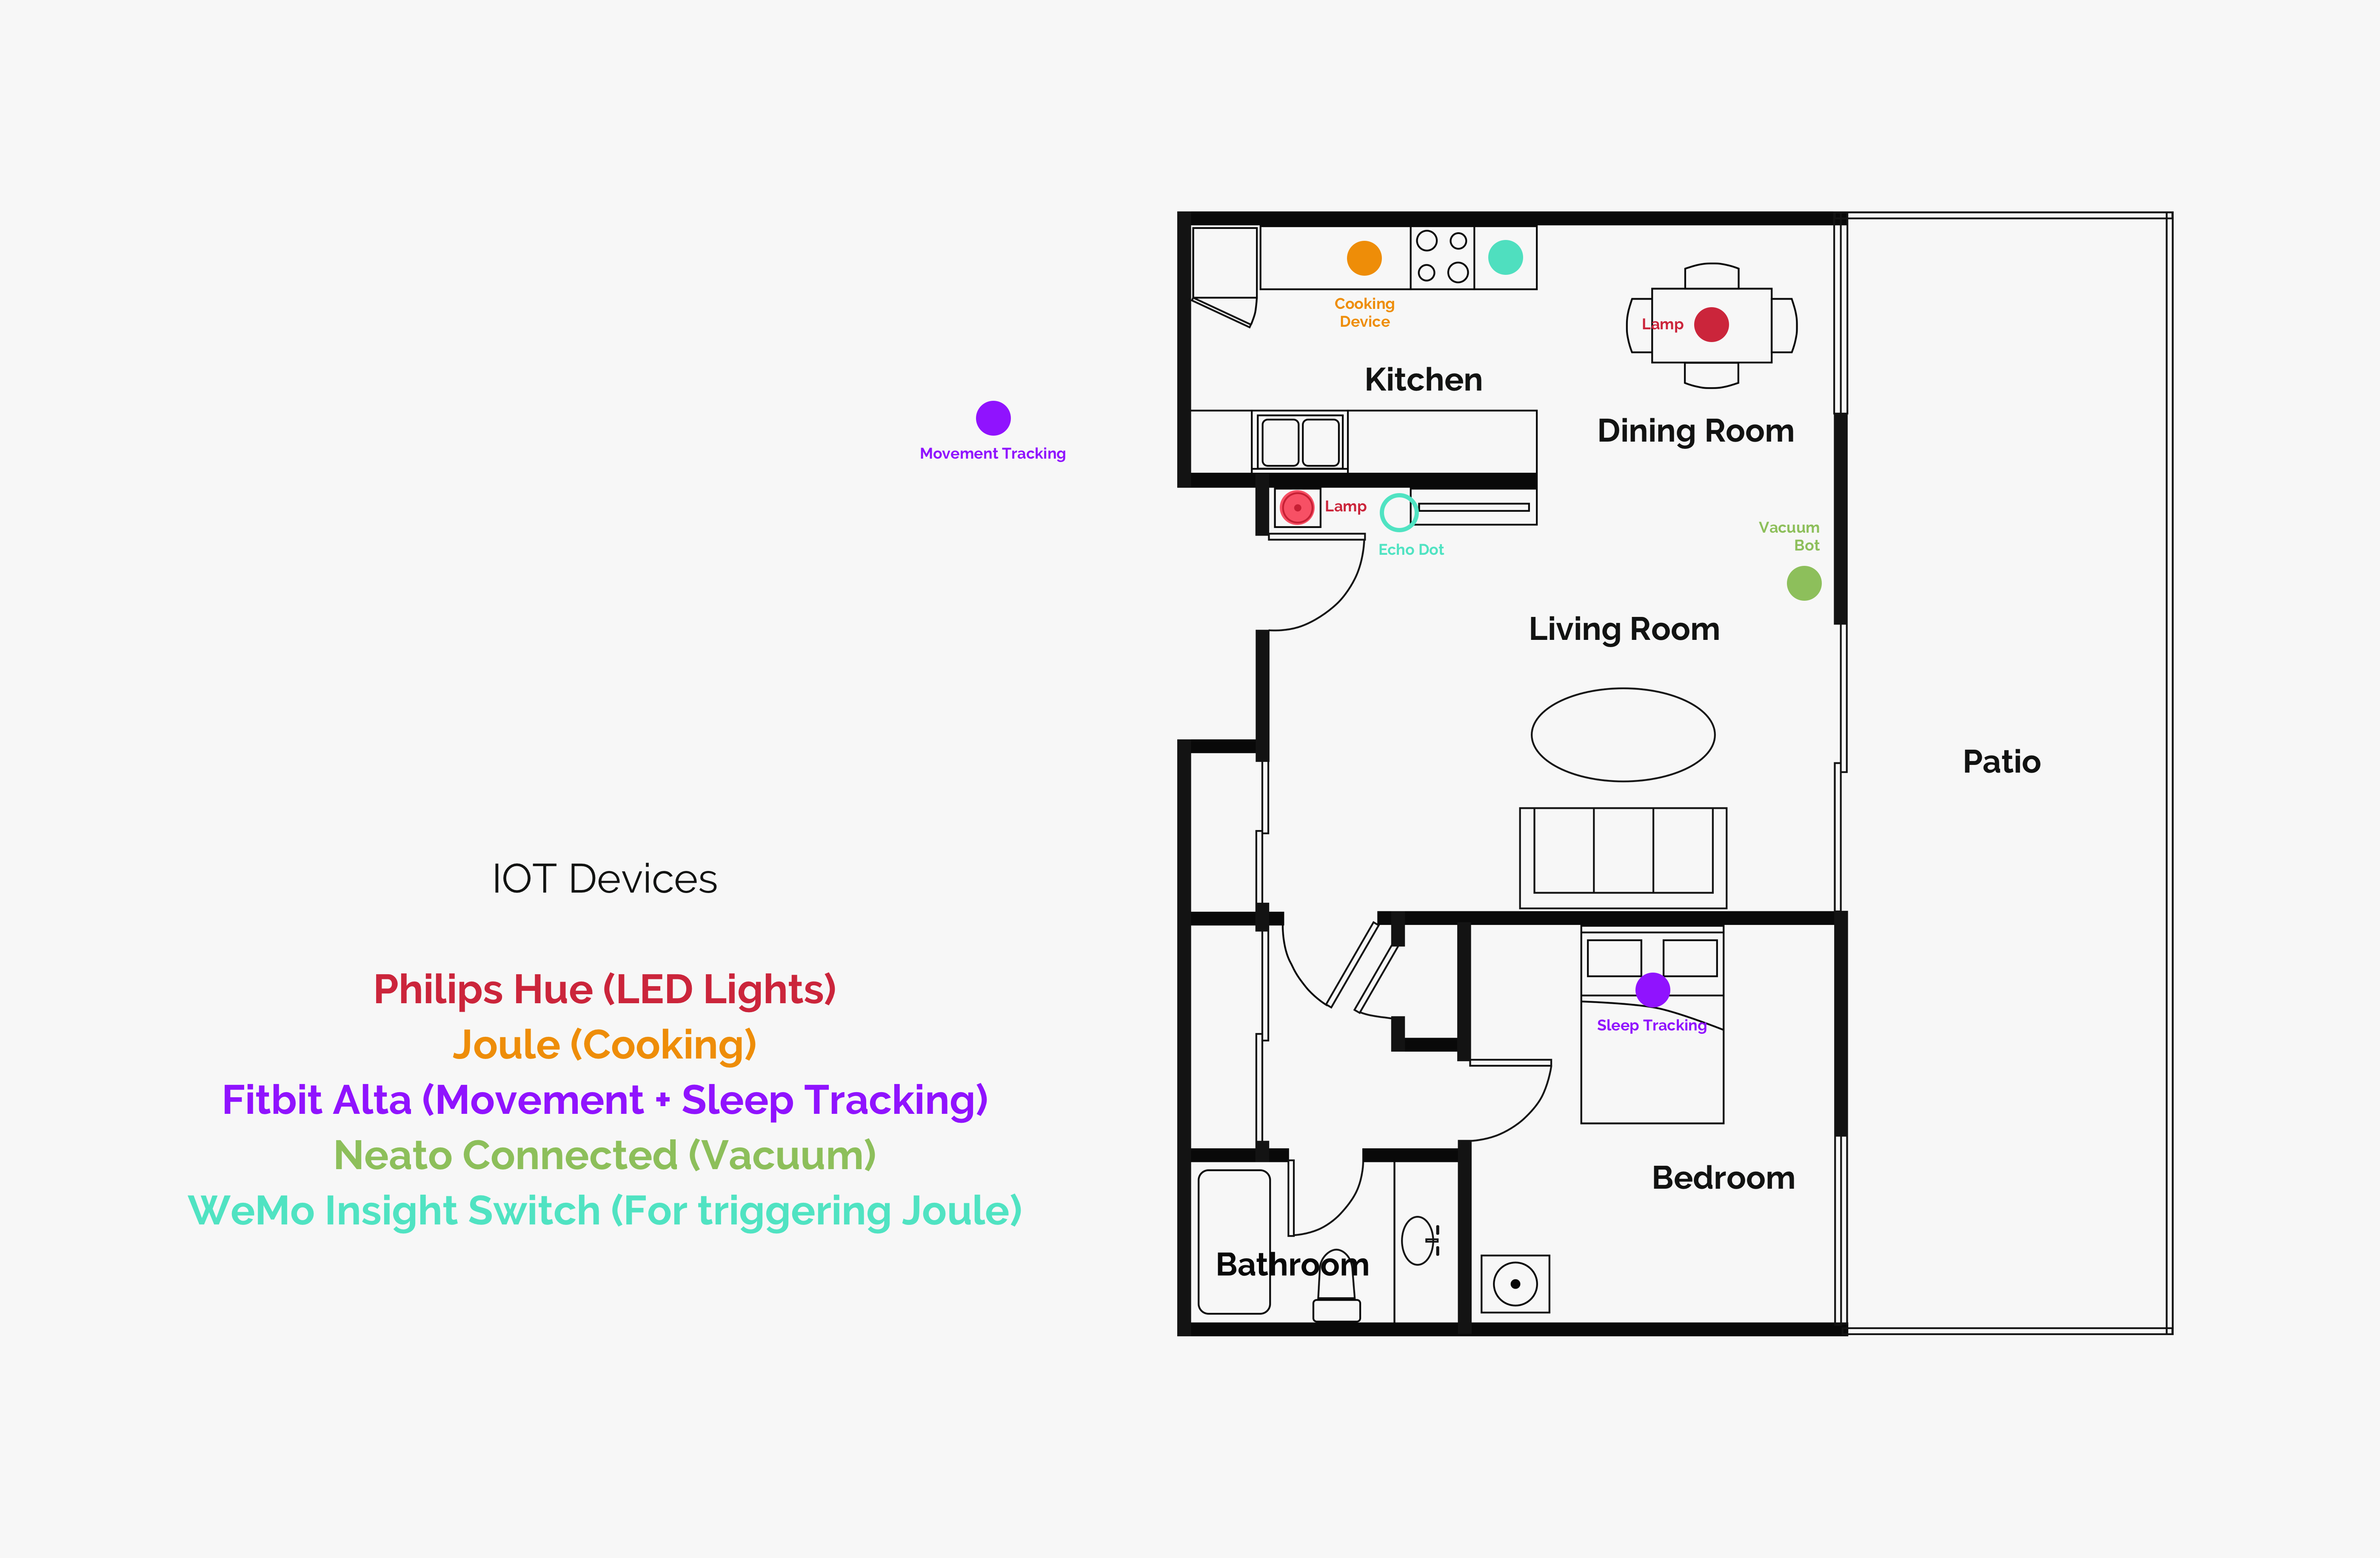 IOT Devices
Philips Hue (LED Lights)
Joule (Cooking)
Fitbit Alta (Movement + Sleep Tracking)
Neato Connected (Vacuum)
WeMo Insight Switch (For triggering Joule)
Movement Tracking
Cooking
Device
Kitchen
Lamp
Dining Room
Lamp
Echo Dot
Vacuum
Bot
Living Room
Patio
Sleep Tracking
Bedroom
Bathroom